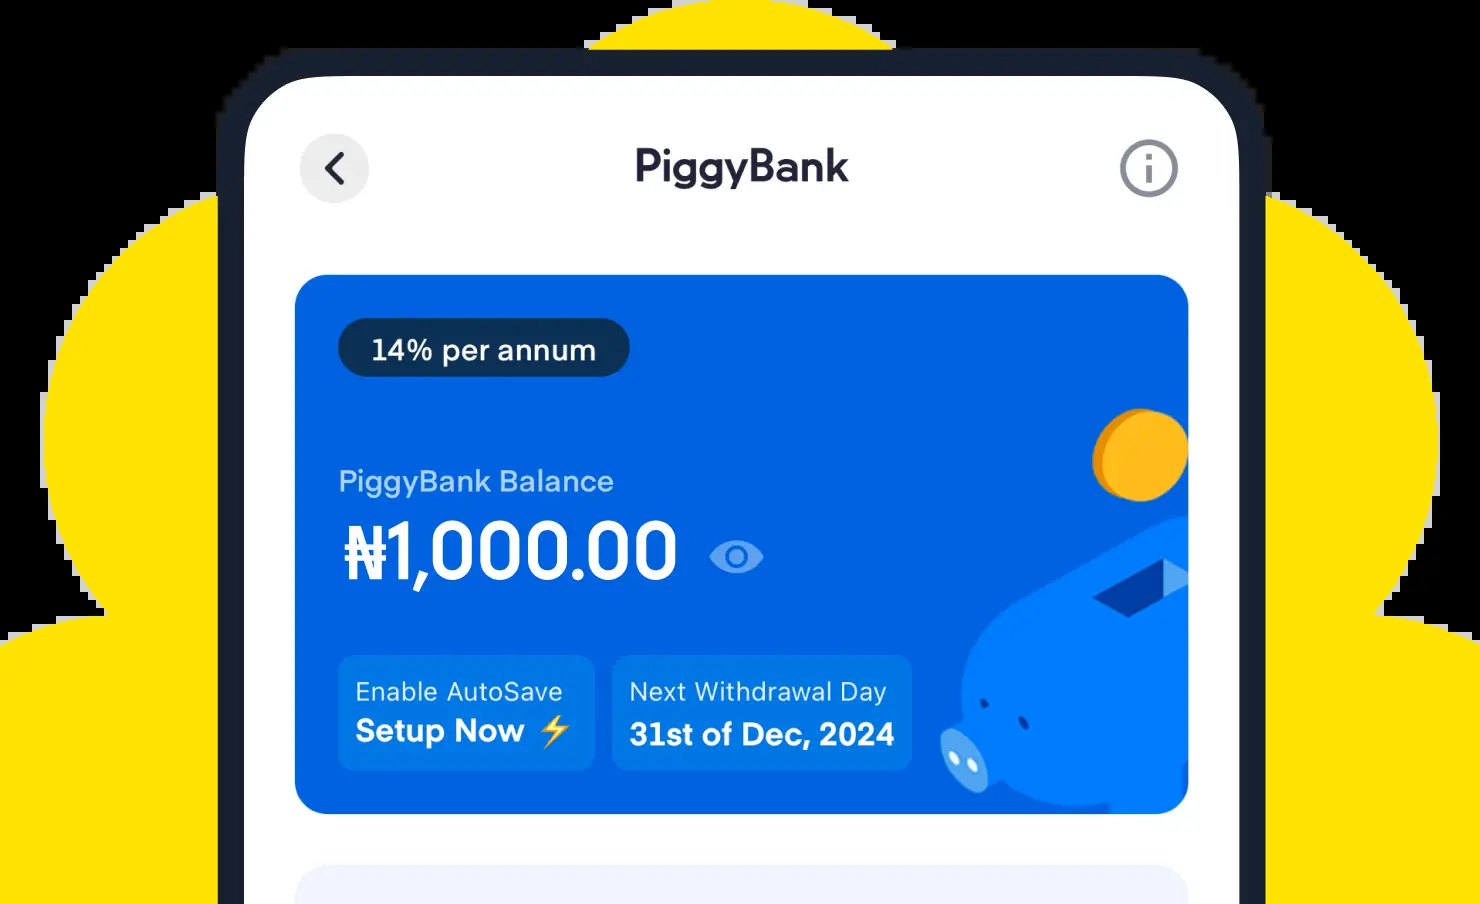 PiggyBank
14% per annum
PiggyBank Balance
₦1,000.00
Enable AutoSave
Setup Now ⚡
Next Withdrawal Day
31st of Dec, 2024